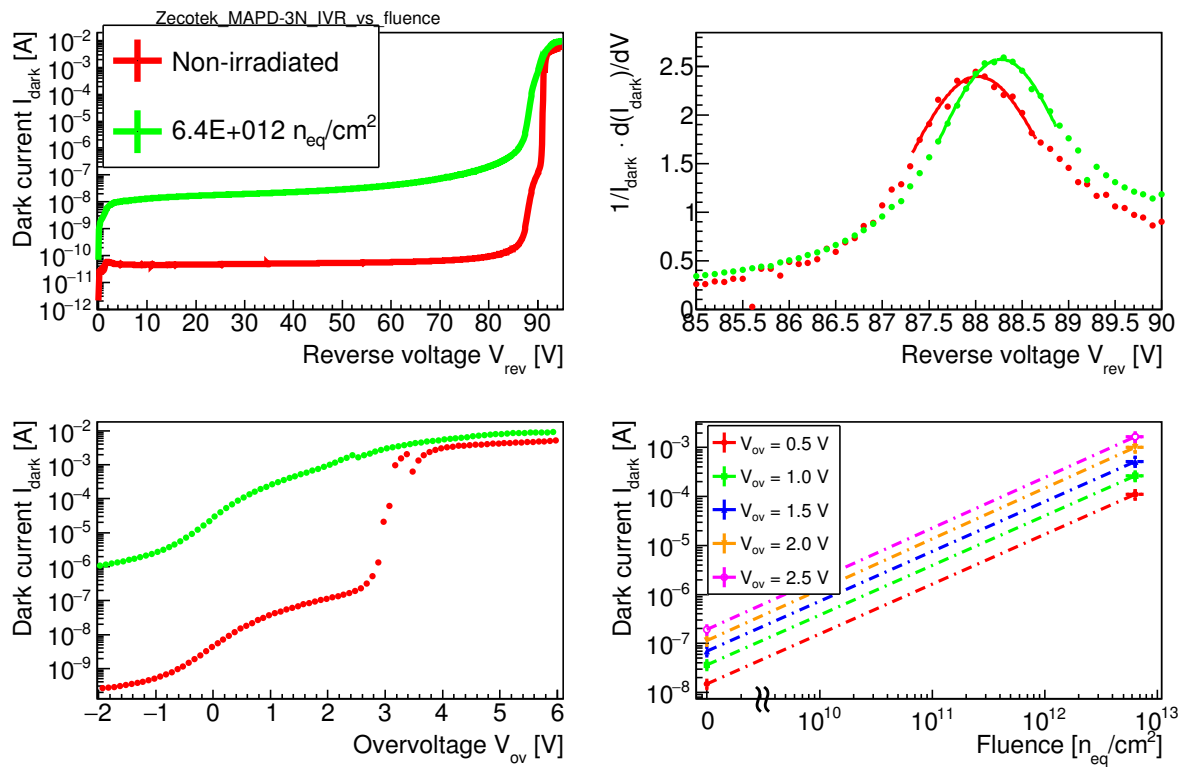 Zecotek_MAPD-3N_IVR_vs_fluence
Dark current I_dark [A]
10^−2
10^−3
10^−4
10^−5
10^−6
10^−7
10^−8
10^−9
10^−10
10^−11
10^−12
Non-irradiated
6.4E+012 n_eq/cm^2
0 10 20 30 40 50 60 70 80 90
Reverse voltage V_rev [V]
1/I_dark · d(I_dark)/dV
2.5
2
1.5
1
0.5
0
85 85.5 86 86.5 87 87.5 88 88.5 89 89.5 90
Reverse voltage V_rev [V]
Dark current I_dark [A]
10^−2
10^−3
10^−4
10^−5
10^−6
10^−7
10^−8
10^−9
−2 −1 0 1 2 3 4 5 6
Overvoltage V_ov [V]
Dark current I_dark [A]
10^−3
10^−4
10^−5
10^−6
10^−7
10^−8
V_ov = 0.5 V
V_ov = 1.0 V
V_ov = 1.5 V
V_ov = 2.0 V
V_ov = 2.5 V
0 10^10 10^11 10^12 10^13
Fluence [n_eq/cm^2]